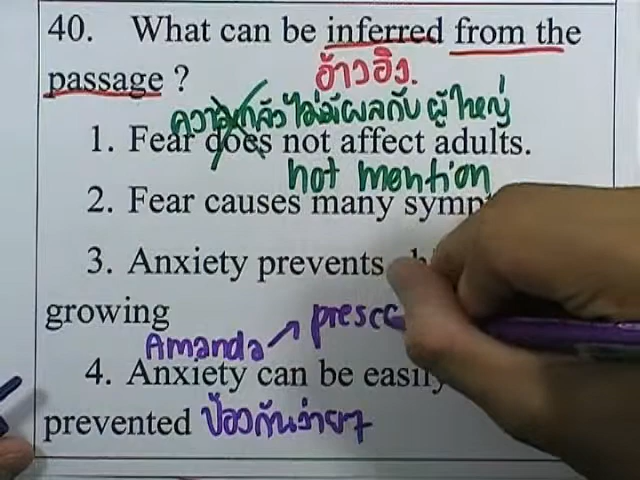 40. What can be inferred from the
passage ?
อ้างอิง.
ความกลัวไม่มีผลกับ ผู้ใหญ่
1. Fear does not affect adults.
not mention
2. Fear causes many
3. Anxiety prevents
growing
Amanda
4. Anxiety can be easily
prevented ป้องกันง่ายๆ